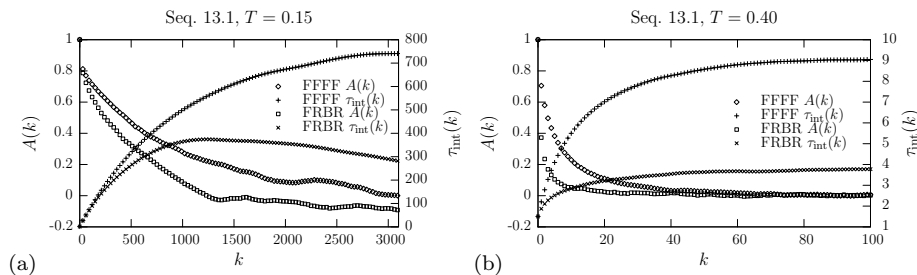 Seq. 13.1, T = 0.15
A(k)
1
0.8
0.6
0.4
0.2
0
-0.2
800
700
600
500
400
300
200
100
0
τint(k)
FFFF A(k)
FFFF τint(k)
FRBR A(k)
FRBR τint(k)
0 500 1000 1500 2000 2500 3000
k
(a)
Seq. 13.1, T = 0.40
A(k)
1
0.8
0.6
0.4
0.2
0
-0.2
10
9
8
7
6
5
4
3
2
1
τint(k)
FFFF A(k)
FFFF τint(k)
FRBR A(k)
FRBR τint(k)
0 20 40 60 80 100
k
(b)